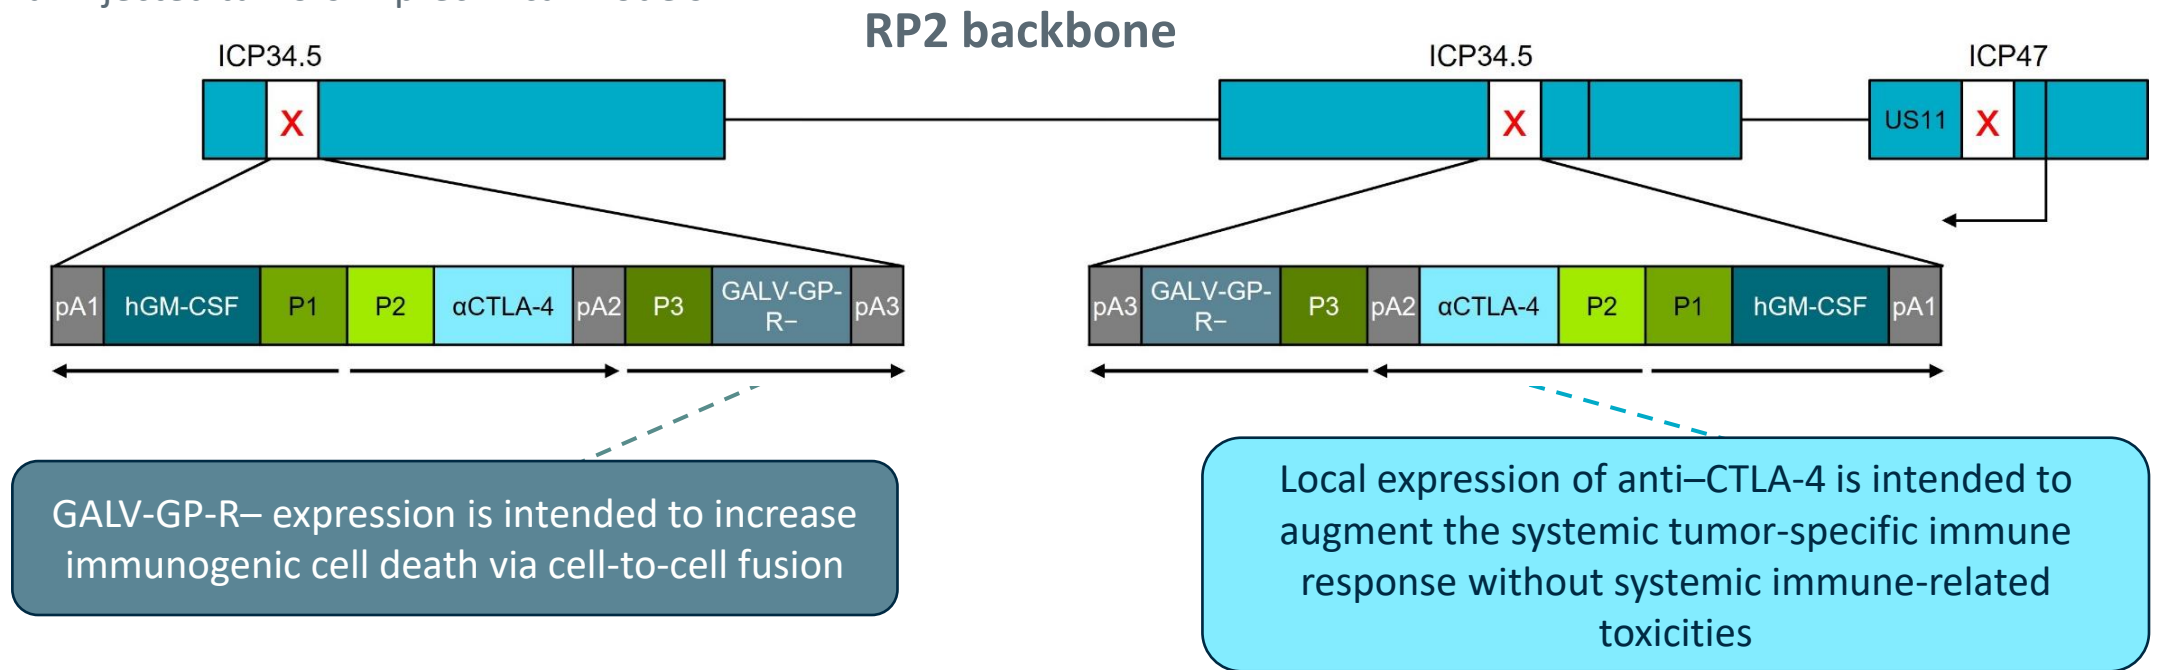 RP2 backbone
ICP34.5
ICP34.5
ICP47
X
X
US11
X
pA1
hGM-CSF
P1
P2
αCTLA-4
pA2
P3
GALV-GP-
R–
pA3
pA3
GALV-GP-
R–
P3
pA2
αCTLA-4
P2
P1
hGM-CSF
pA1
GALV-GP-R– expression is intended to increase
immunogenic cell death via cell-to-cell fusion
Local expression of anti–CTLA-4 is intended to
augment the systemic tumor-specific immune
response without systemic immune-related
toxicities